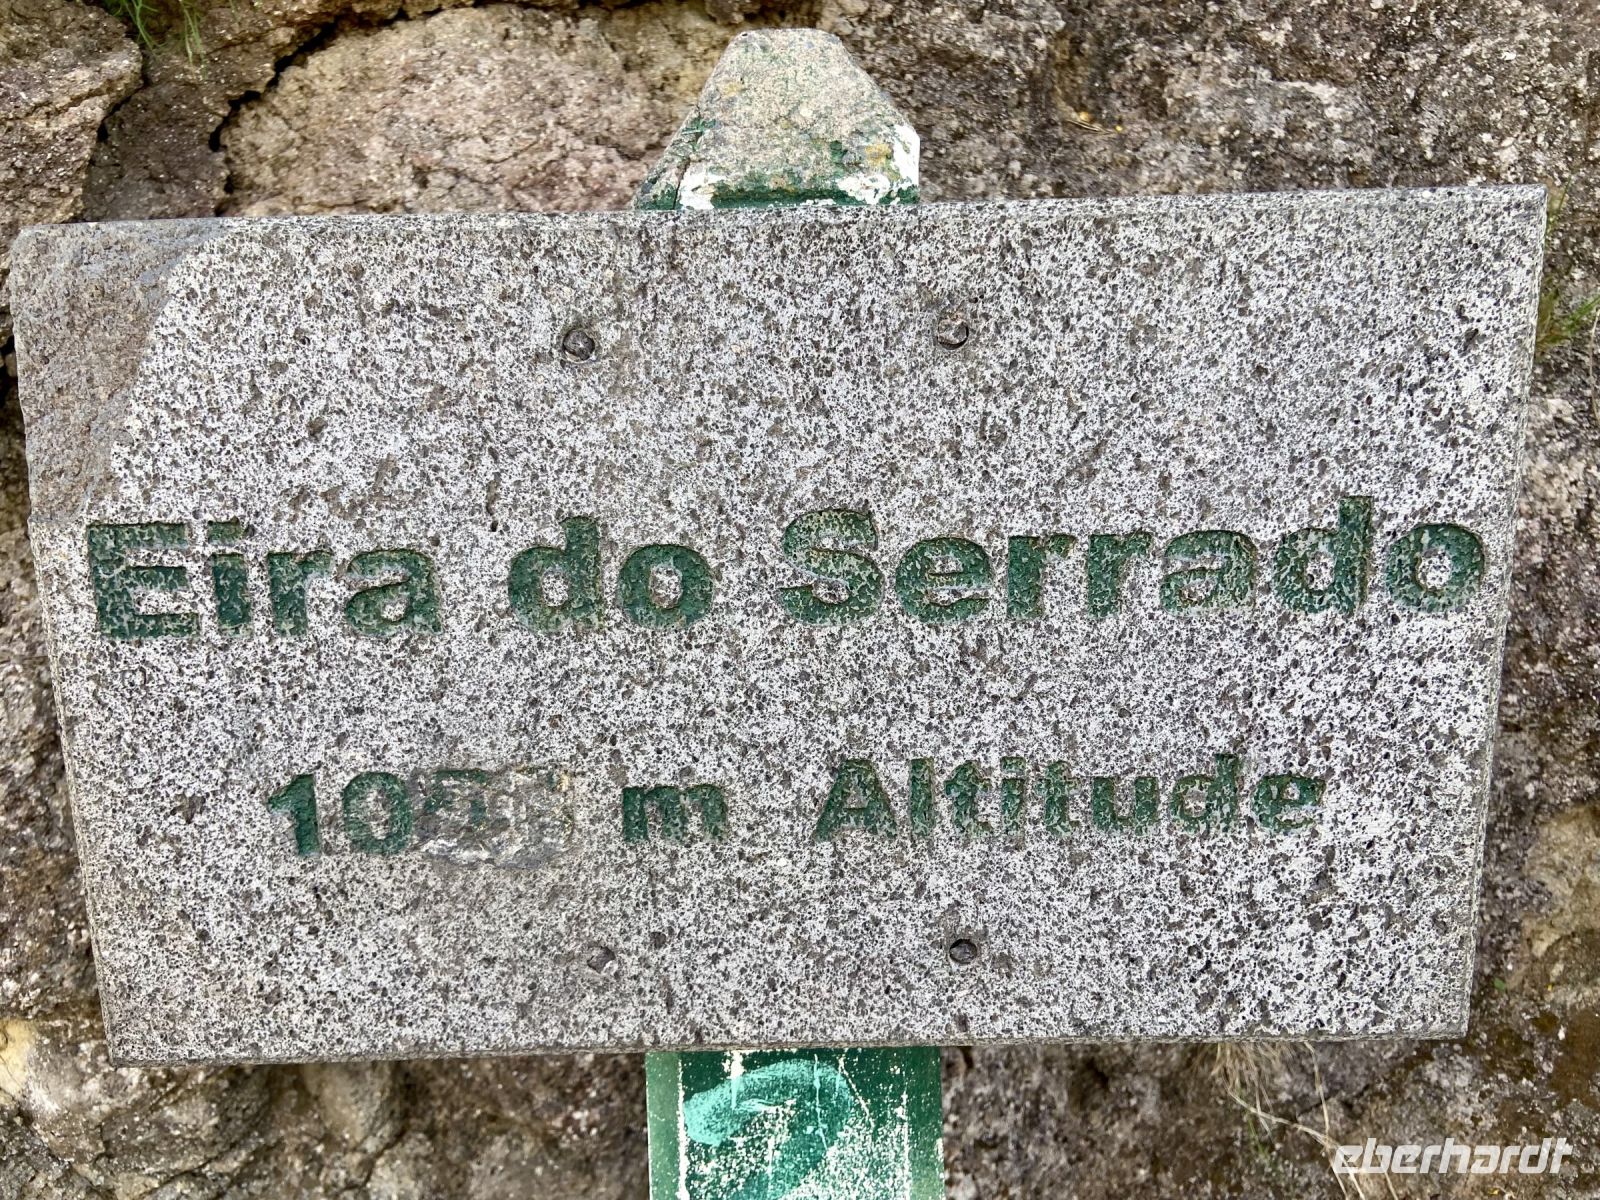 Eira do Serrado
m Altitude
eberhardt